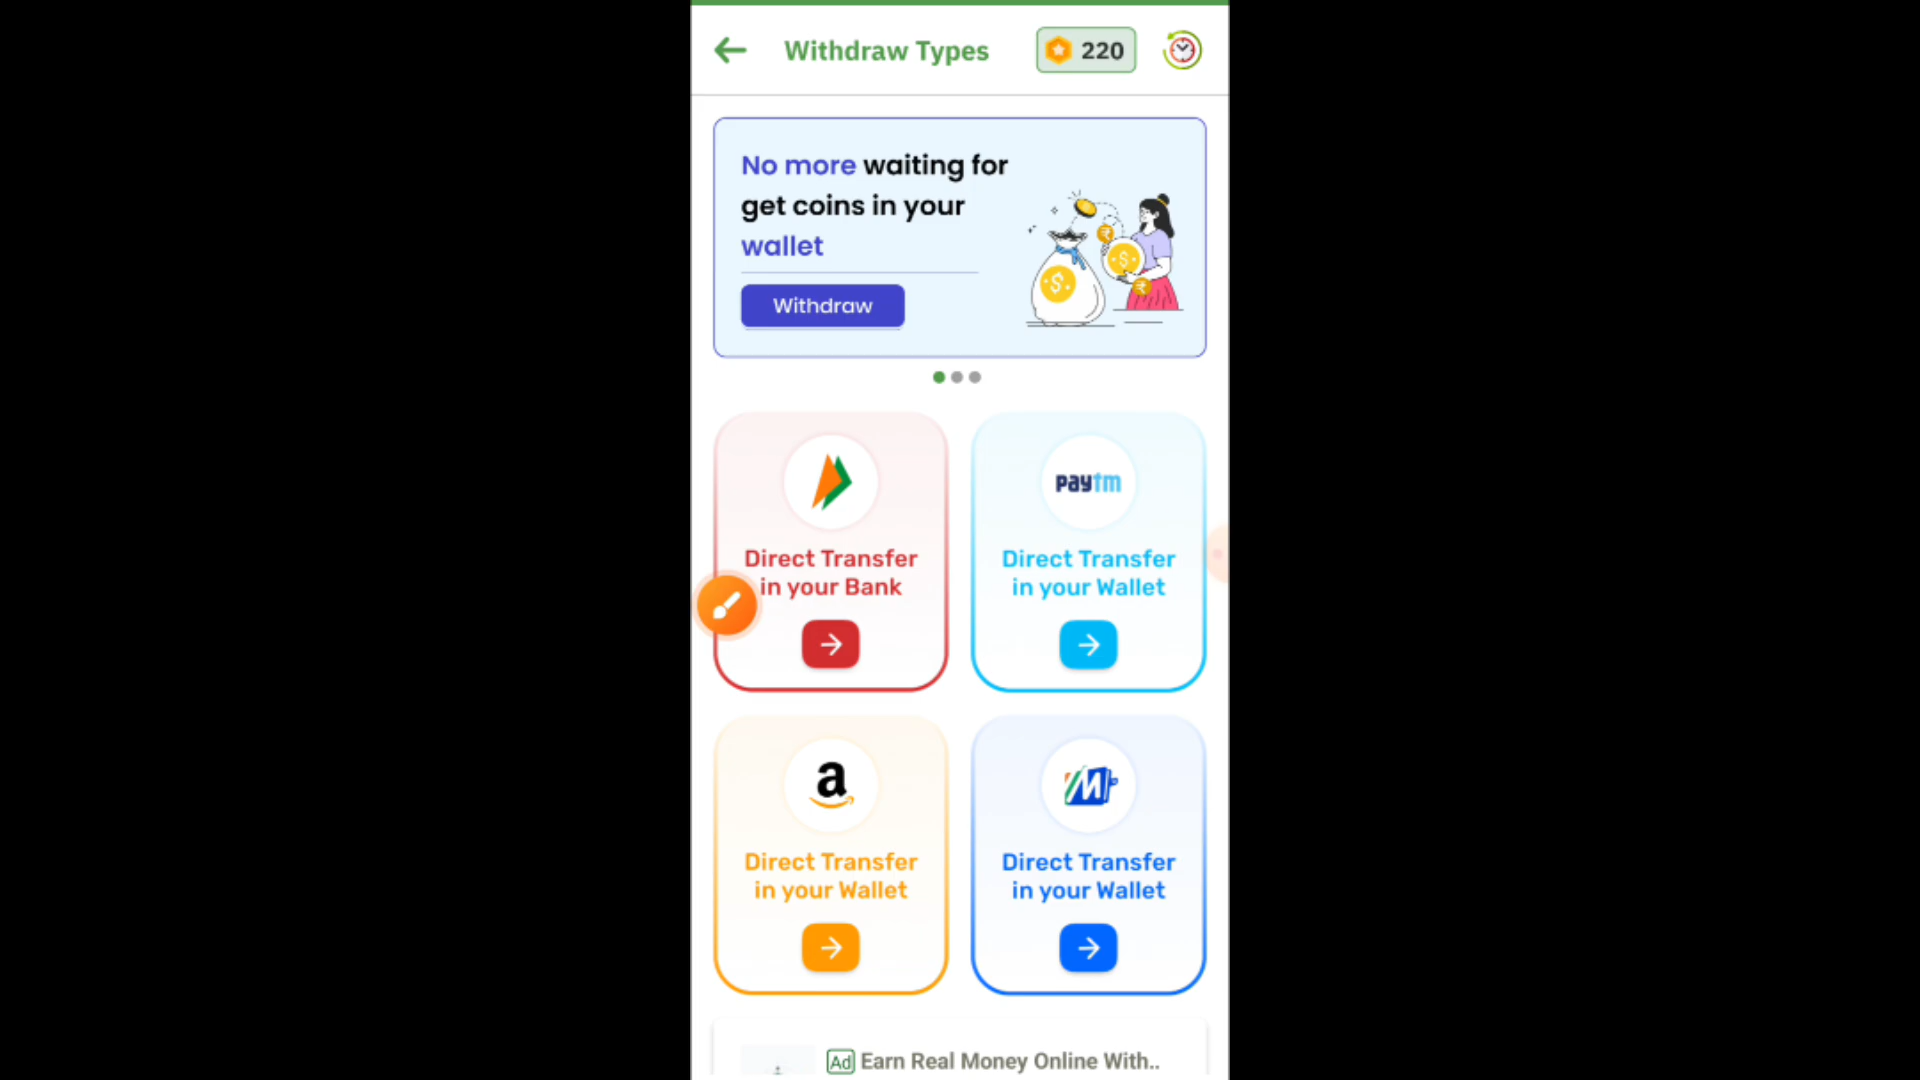 Withdraw Types
220
No more waiting for
get coins in your
wallet
Withdraw
Direct Transfer
in your Bank
paytm
Direct Transfer
in your Wallet
a
Direct Transfer
in your Wallet
M
Direct Transfer
in your Wallet
Ad Earn Real Money Online With..